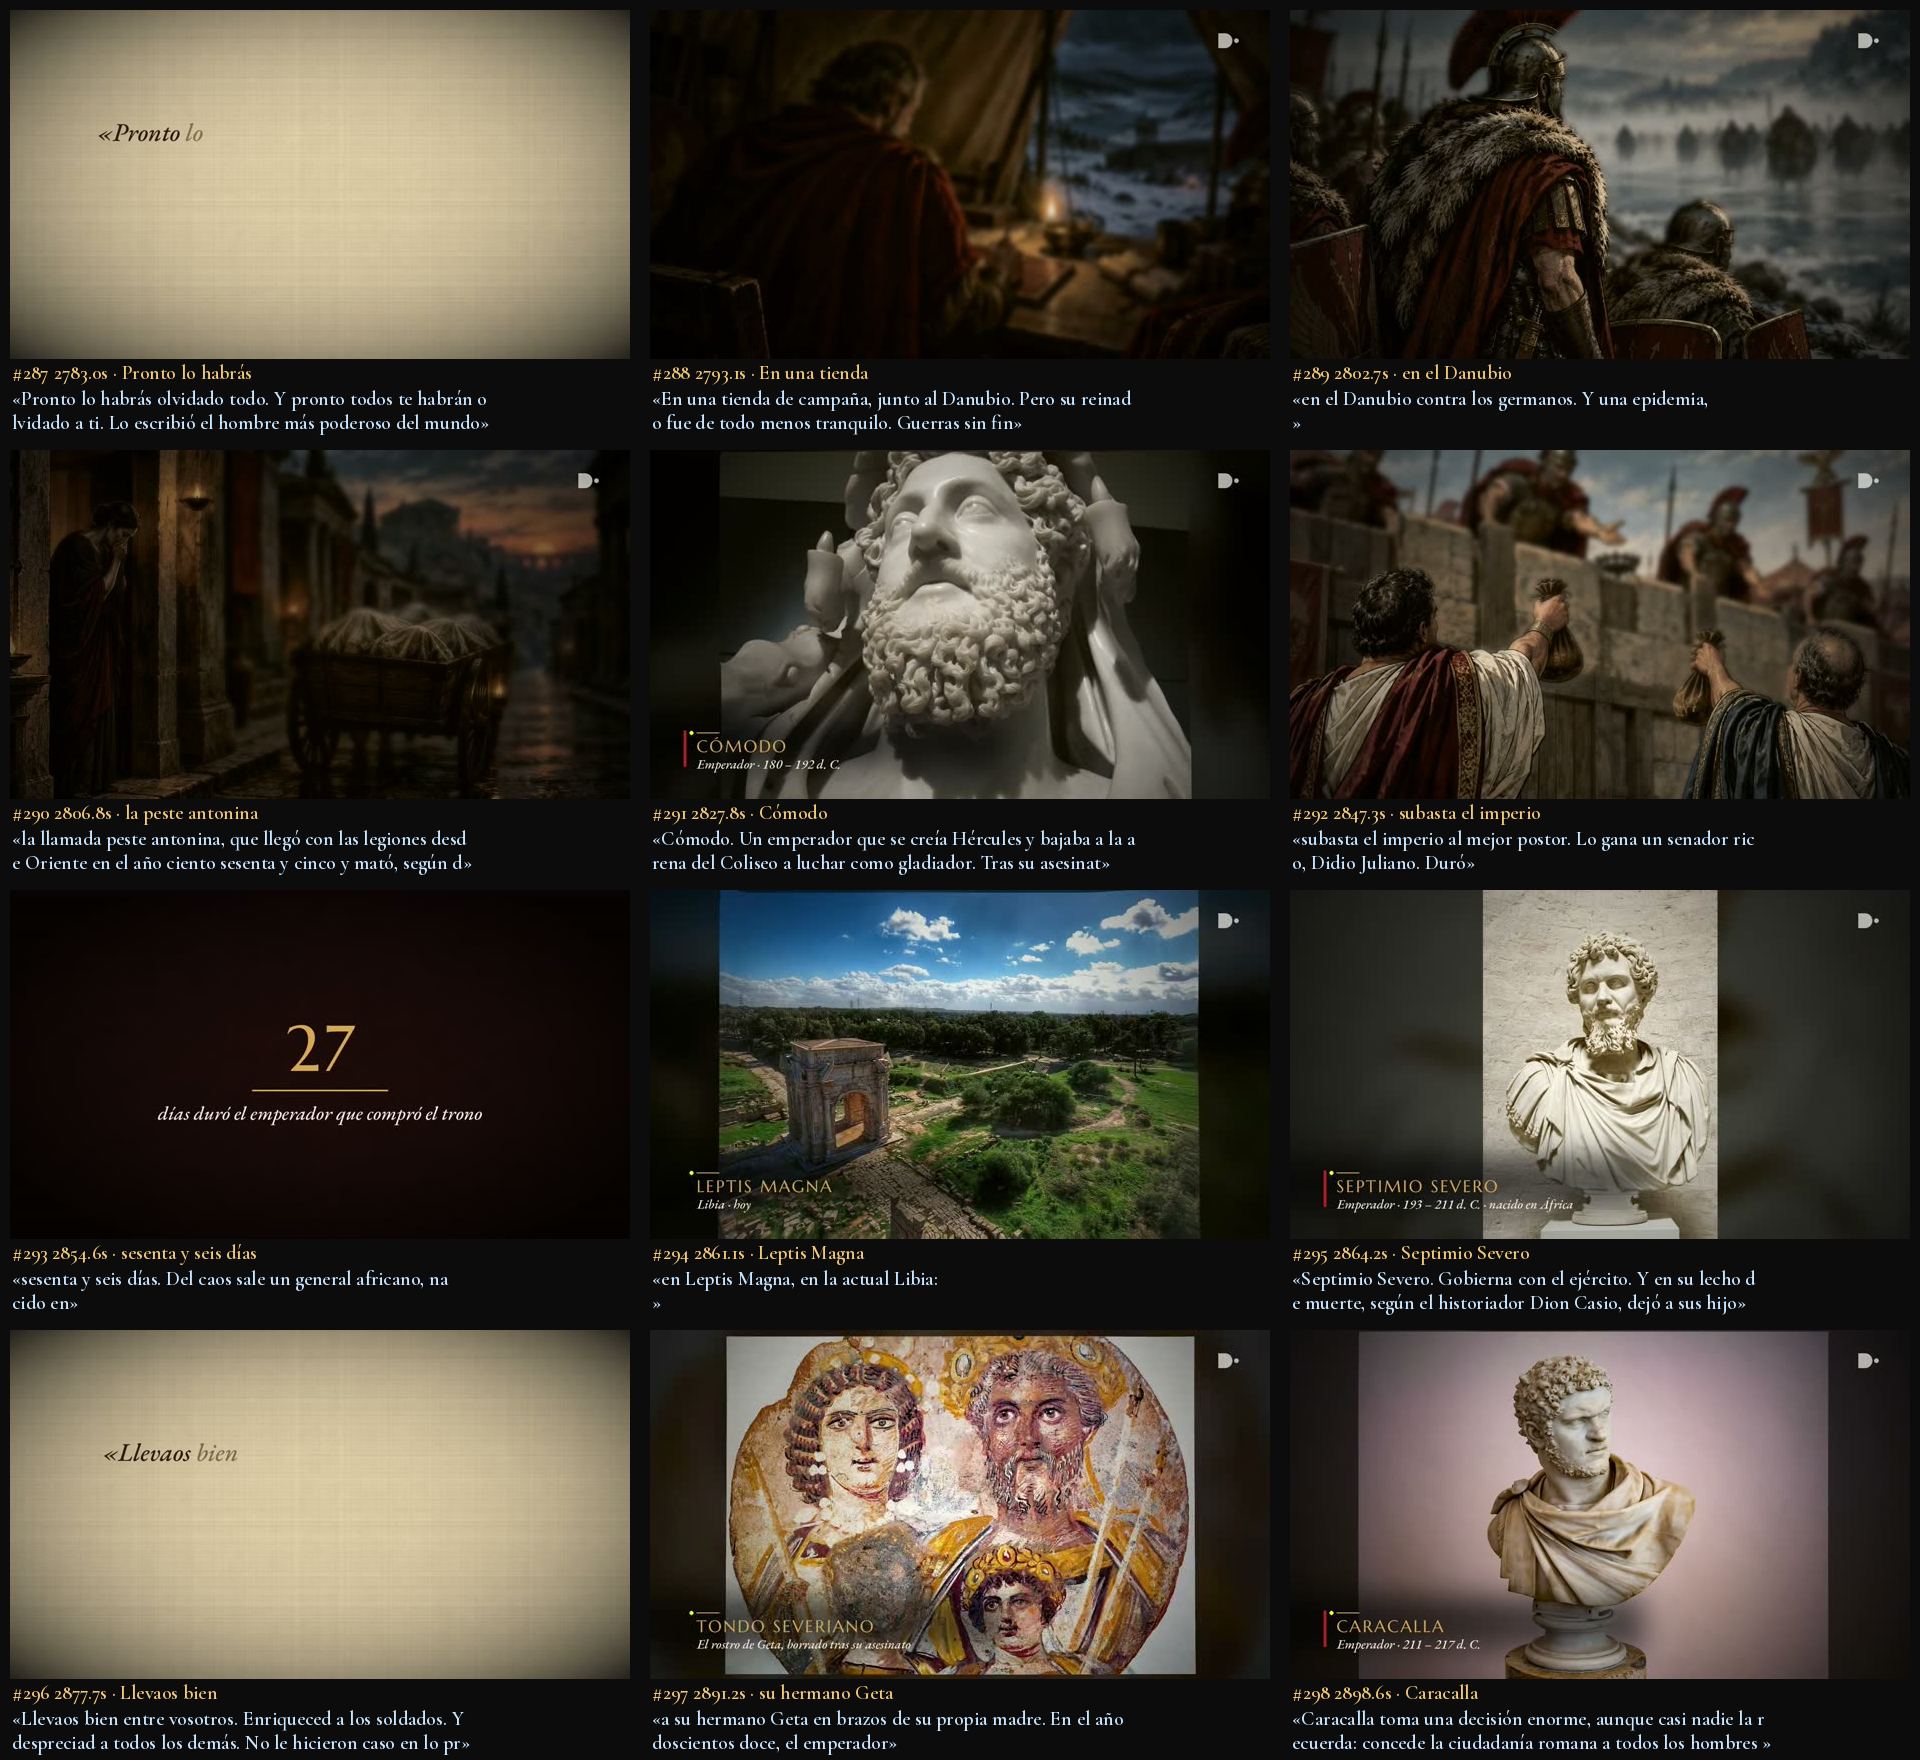 «Pronto lo
#287 2783.0s · Pronto lo habrás
«Pronto lo habrás olvidado todo. Y pronto todos te habrán o
lvidado a ti. Lo escribió el hombre más poderoso del mundo»
#288 2793.1s · En una tienda
«En una tienda de campaña, junto al Danubio. Pero su reinad
o fue de todo menos tranquilo. Guerras sin fin»
#289 2802.7s · en el Danubio
«en el Danubio contra los germanos. Y una epidemia,
»
#290 2806.8s · la peste antonina
«la llamada peste antonina, que llegó con las legiones desd
e Oriente en el año ciento sesenta y cinco y mató, según d»
CÓMODO
Emperador · 180 – 192 d. C.
#291 2827.8s · Cómodo
«Cómodo. Un emperador que se creía Hércules y bajaba a la a
rena del Coliseo a luchar como gladiador. Tras su asesinat»
#292 2847.3s · subasta el imperio
«subasta el imperio al mejor postor. Lo gana un senador ric
o, Didio Juliano. Duró»
27
días duró el emperador que compró el trono
#293 2854.6s · sesenta y seis días
«sesenta y seis días. Del caos sale un general africano, na
cido en»
LEPTIS MAGNA
Libia · hoy
#294 2861.1s · Leptis Magna
«en Leptis Magna, en la actual Libia:
»
SEPTIMIO SEVERO
Emperador · 193 – 211 d. C. · nacido en África
#295 2864.2s · Septimio Severo
«Septimio Severo. Gobierna con el ejército. Y en su lecho d
e muerte, según el historiador Dion Casio, dejó a sus hijo»
«Llevaos bien
#296 2877.7s · Llevaos bien
«Llevaos bien entre vosotros. Enriqueced a los soldados. Y
despreciad a todos los demás. No le hicieron caso en lo pr»
TONDO SEVERIANO
El rostro de Geta, borrado tras su asesinato
#297 2891.2s · su hermano Geta
«a su hermano Geta en brazos de su propia madre. En el año
doscientos doce, el emperador»
CARACALLA
Emperador · 211 – 217 d. C.
#298 2898.6s · Caracalla
«Caracalla toma una decisión enorme, aunque casi nadie la r
ecuerda: concede la ciudadanía romana a todos los hombres »